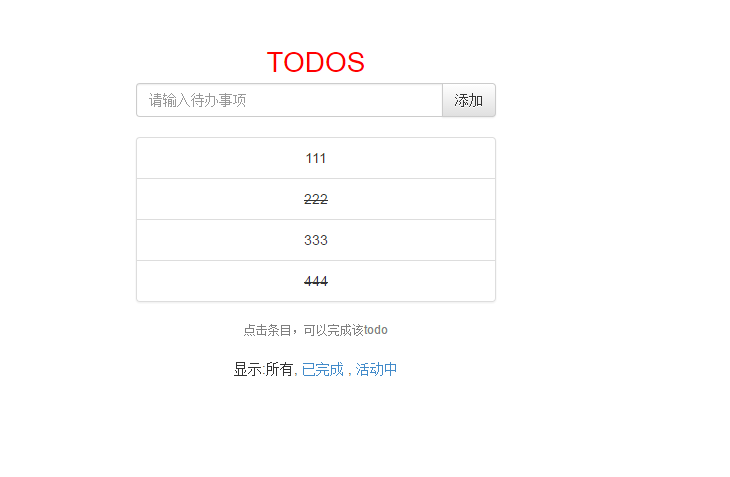 TODOS
请输入待办事项 添加
111
222
333
444
点击条目，可以完成该todo
显示:所有, 已完成 , 活动中